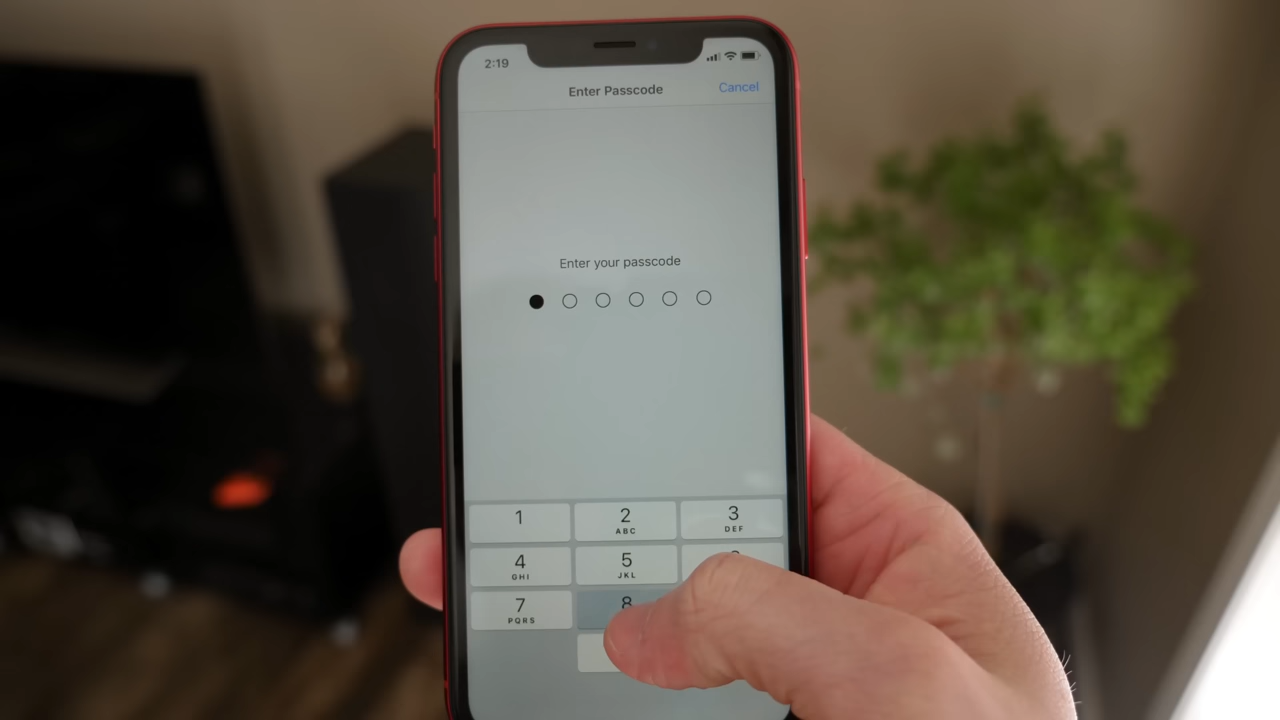 2:19
Enter Passcode
Cancel
Enter your passcode
1
2
ABC
3
DEF
4
GHI
5
JKL
7
PQRS
8